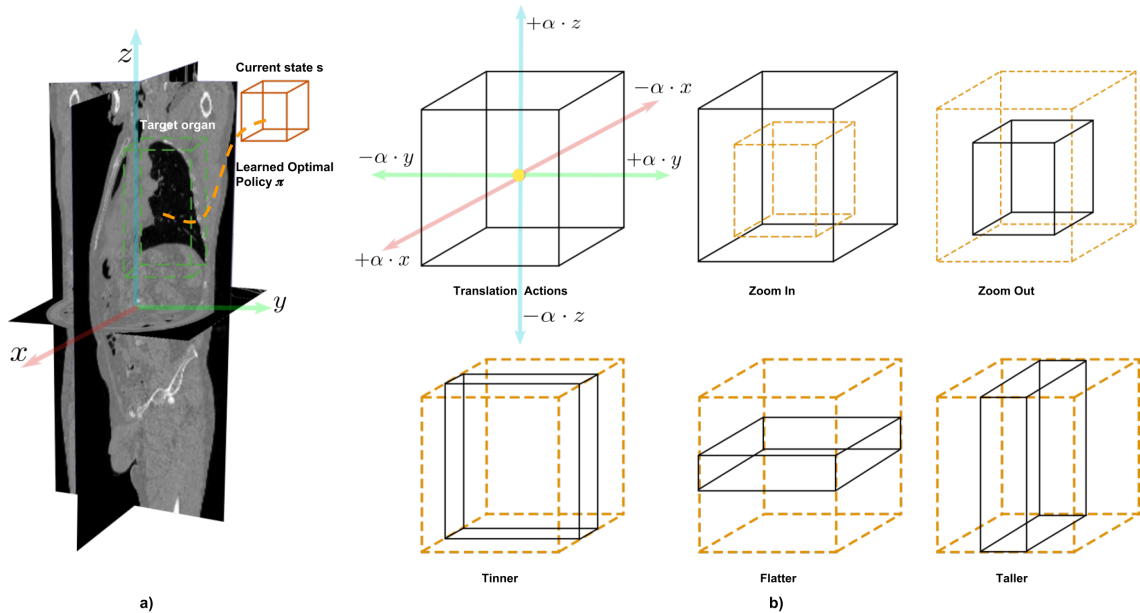 z
Current state s
Target organ
Learned Optimal
Policy π
y
x
a)
+α · z
−α · x
−α · y
+α · y
+α · x
−α · z
Translation Actions
Zoom In
Zoom Out
Tinner
Flatter
Taller
b)